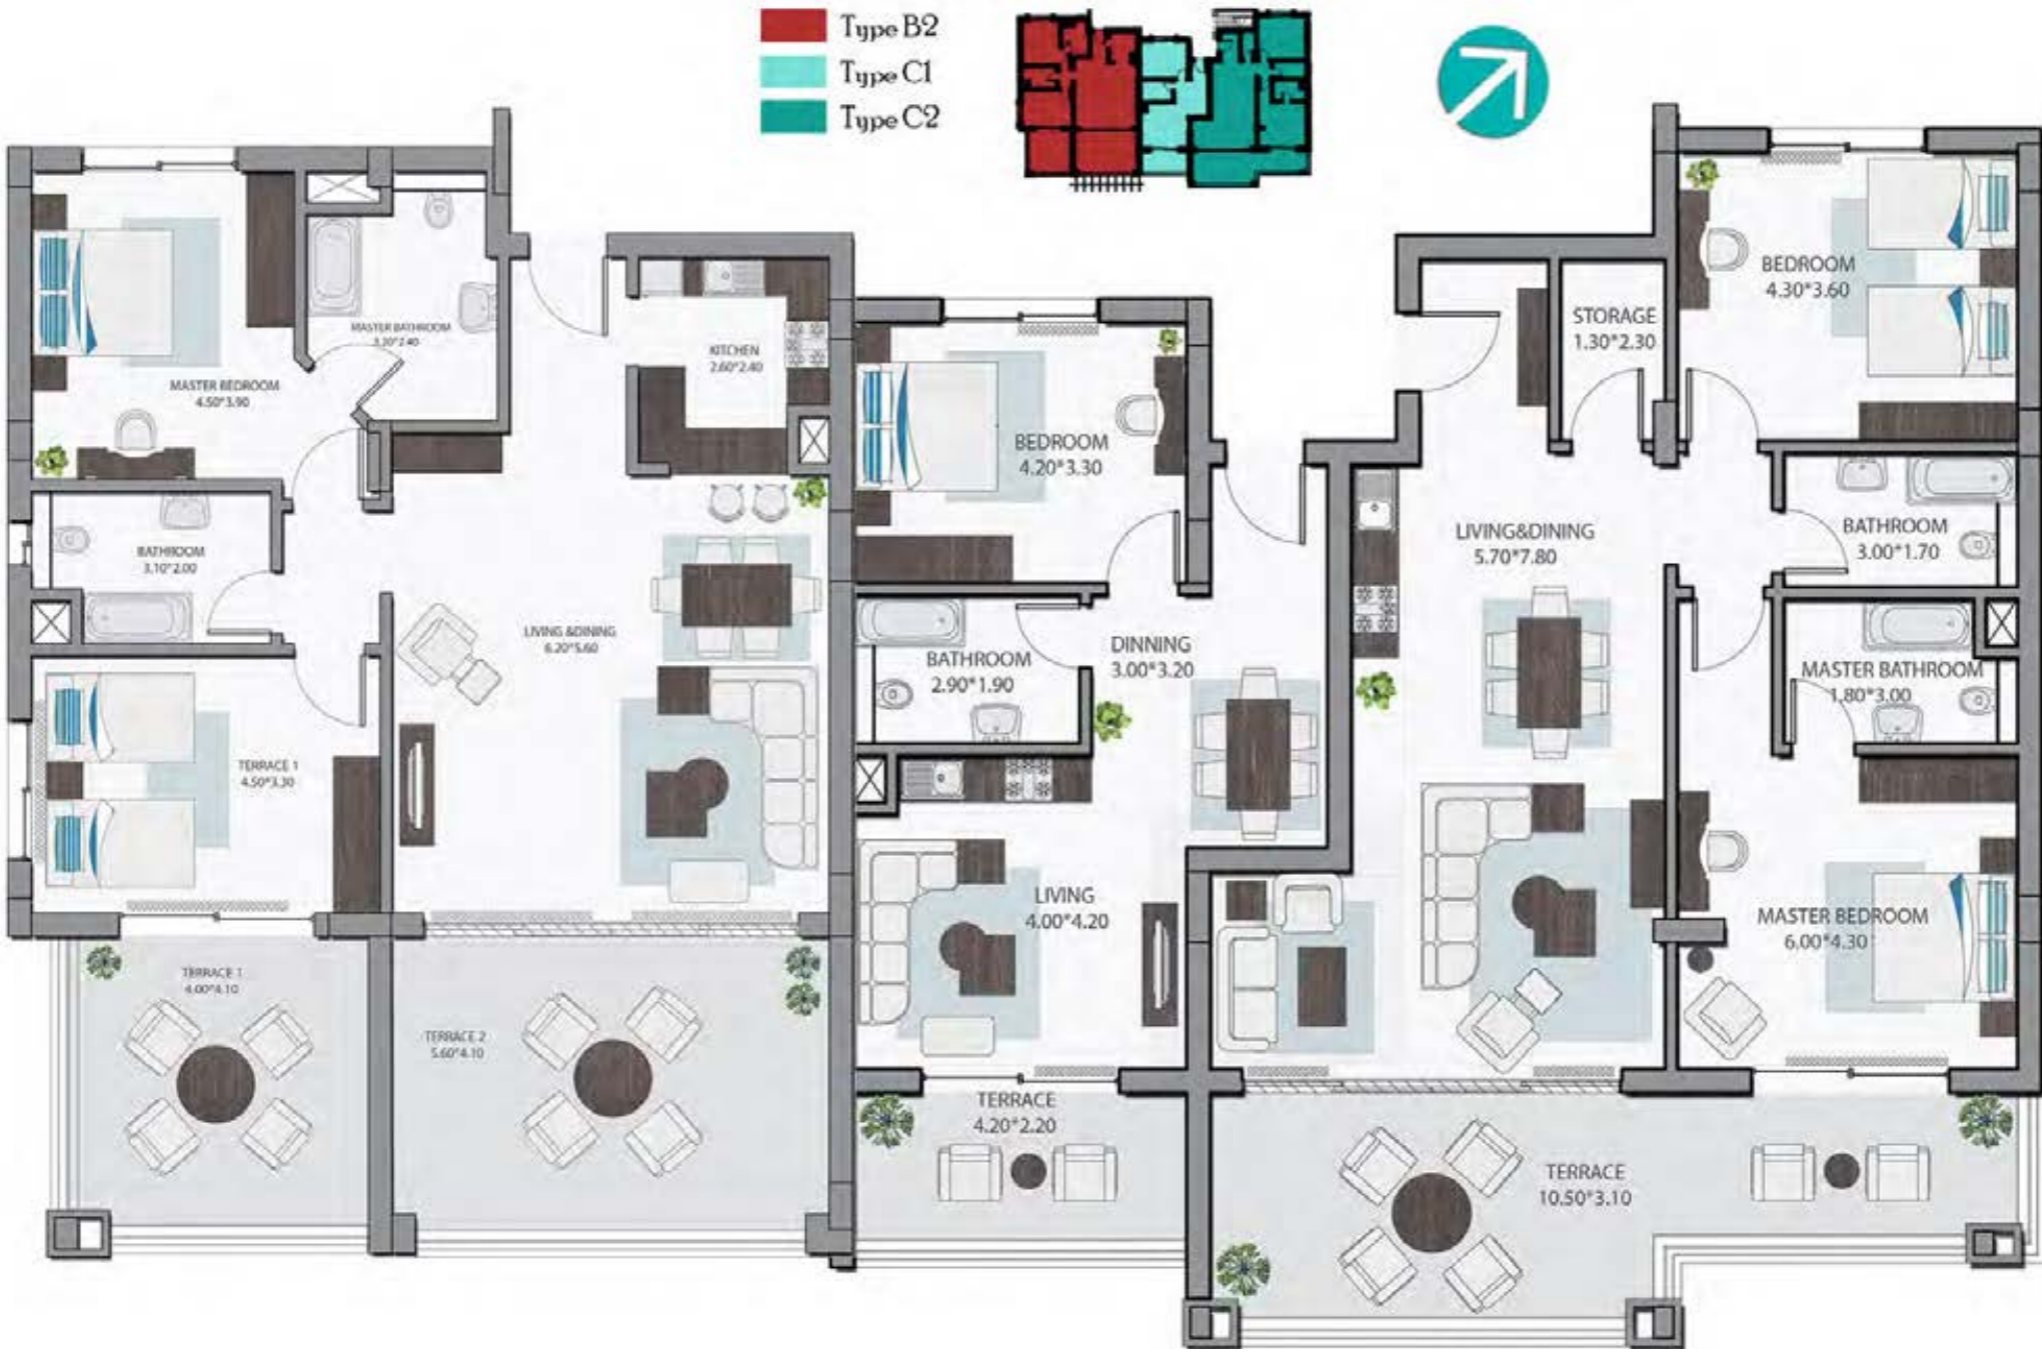 Type B2
Type C1
Type C2
MASTER BEDROOM
4.50*3.90
MASTER BATHROOM
3.20*2.40
KITCHEN
2.60*2.40
BATHROOM
3.10*2.00
LIVING &DINING
6.20*5.60
TERRACE 1
4.50*3.30
TERRACE 1
4.00*4.10
TERRACE 2
5.60*4.10
BEDROOM
4.20*3.30
BATHROOM
2.90*1.90
DINNING
3.00*3.20
LIVING
4.00*4.20
TERRACE
4.20*2.20
STORAGE
1.30*2.30
BEDROOM
4.30*3.60
LIVING&DINING
5.70*7.80
BATHROOM
3.00*1.70
MASTER BATHROOM
1.80*3.00
MASTER BEDROOM
6.00*4.30
TERRACE
10.50*3.10